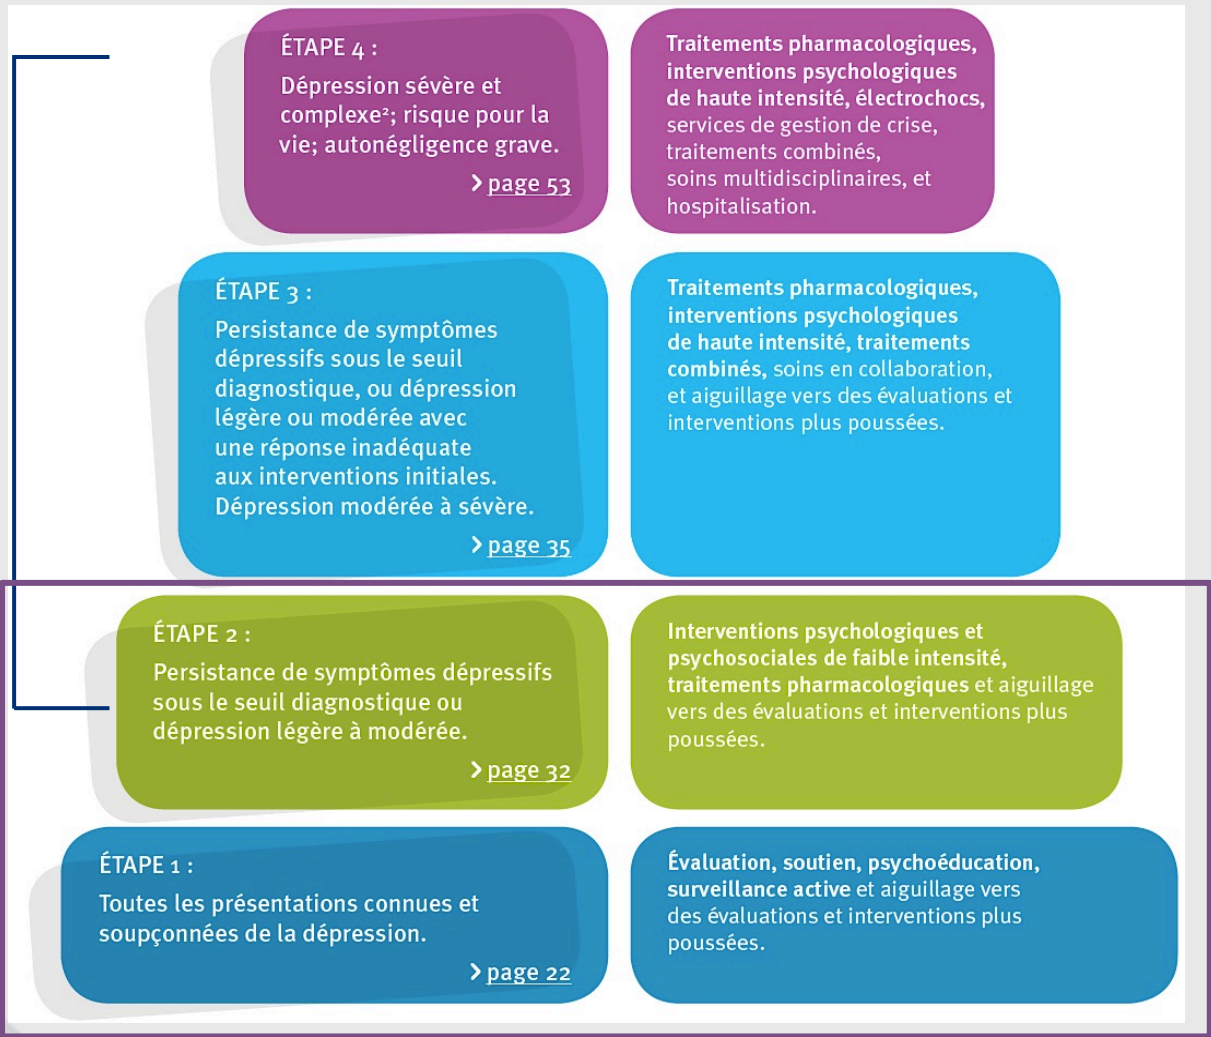 ÉTAPE 4 :
Dépression sévère et
complexe²; risque pour la
vie; autonégligence grave.
> page 53
Traitements pharmacologiques,
interventions psychologiques
de haute intensité, électrochocs,
services de gestion de crise,
traitements combinés,
soins multidisciplinaires, et
hospitalisation.
ÉTAPE 3 :
Persistance de symptômes
dépressifs sous le seuil
diagnostique, ou dépression
légère ou modérée avec
une réponse inadéquate
aux interventions initiales.
Dépression modérée à sévère.
> page 35
Traitements pharmacologiques,
interventions psychologiques
de haute intensité, traitements
combinés, soins en collaboration,
et aiguillage vers des évaluations et
interventions plus poussées.
ÉTAPE 2 :
Persistance de symptômes dépressifs
sous le seuil diagnostique ou
dépression légère à modérée.
> page 32
Interventions psychologiques et
psychosociales de faible intensité,
traitements pharmacologiques et aiguillage
vers des évaluations et interventions plus
poussées.
ÉTAPE 1 :
Toutes les présentations connues et
soupçonnées de la dépression.
> page 22
Évaluation, soutien, psychoéducation,
surveillance active et aiguillage vers
des évaluations et interventions plus
poussées.